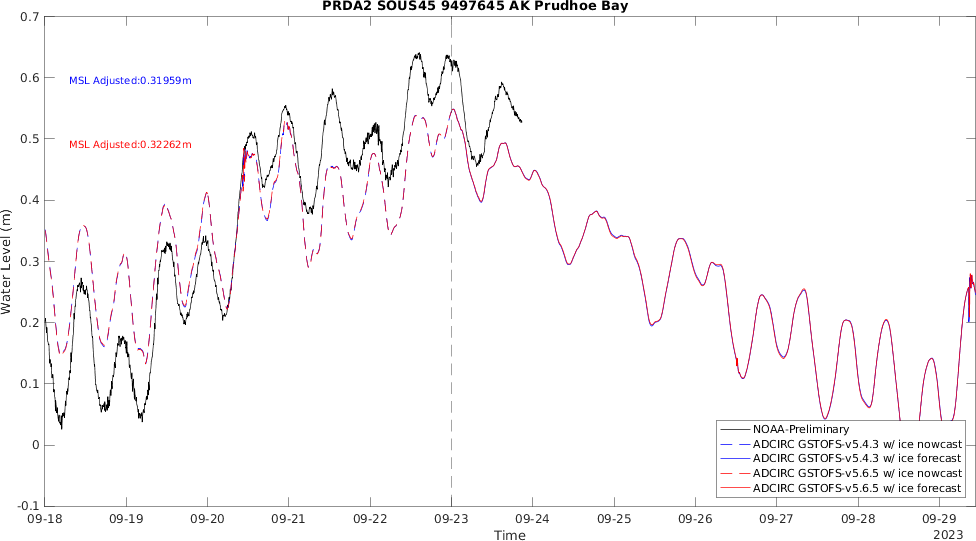 PRDA2 SOUS45 9497645 AK Prudhoe Bay
0.7
0.6
0.5
0.4
0.3
0.2
0.1
0
-0.1
Water Level (m)
MSL Adjusted:0.31959m
MSL Adjusted:0.32262m
NOAA-Preliminary
ADCIRC GSTOFS-v5.4.3 w/ ice nowcast
ADCIRC GSTOFS-v5.4.3 w/ ice forecast
ADCIRC GSTOFS-v5.6.5 w/ ice nowcast
ADCIRC GSTOFS-v5.6.5 w/ ice forecast
09-18 09-19 09-20 09-21 09-22 09-23 09-24 09-25 09-26 09-27 09-28 09-29
Time
2023